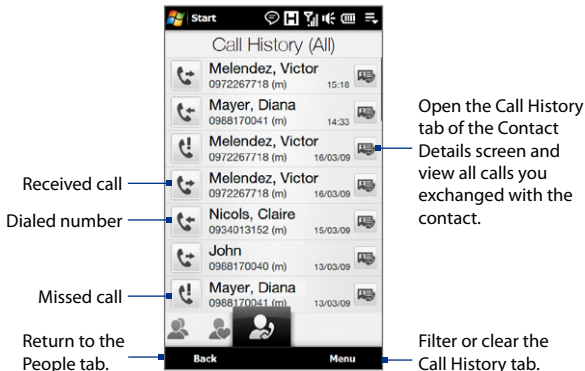 Start
Call History (All)
Melendez, Victor
0972267718 (m) 15:18
Mayer, Diana
0988170041 (m) 14:33
Melendez, Victor
0972267718 (m) 16/03/09
Melendez, Victor
0972267718 (m) 16/03/09
Nicols, Claire
0934013152 (m) 15/03/09
John
0988170040 (m) 13/03/09
Mayer, Diana
0988170041 (m) 13/03/09
Back Menu
Received call
Dialed number
Missed call
Return to the
People tab.
Open the Call History
tab of the Contact
Details screen and
view all calls you
exchanged with the
contact.
Filter or clear the
Call History tab.